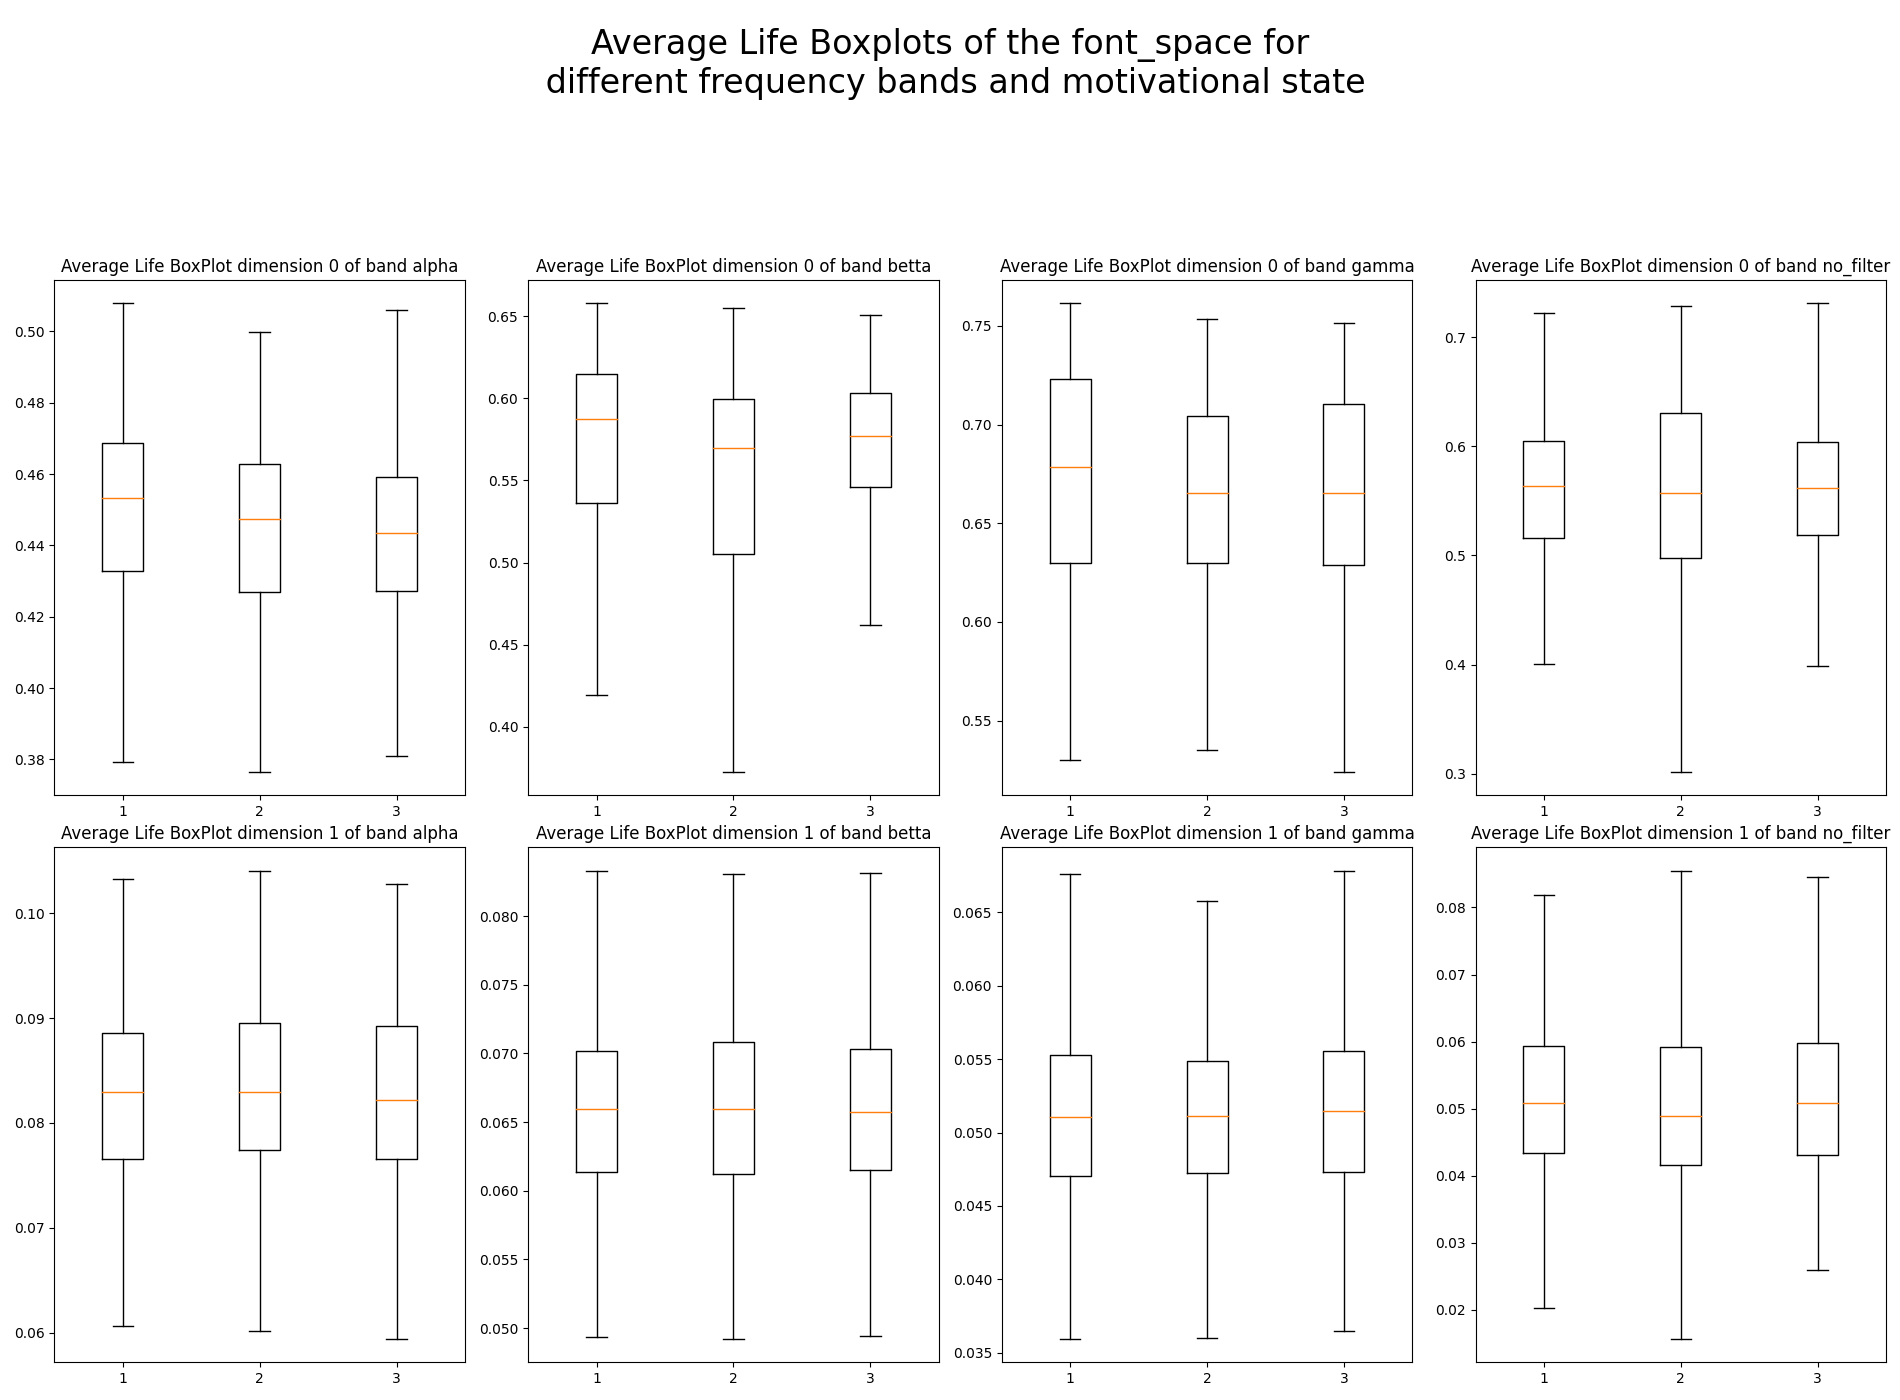 Average Life Boxplots of the font_space for
different frequency bands and motivational state
Average Life BoxPlot dimension 0 of band alpha
0.50
0.48
0.46
0.44
0.42
0.40
0.38
1 2 3
Average Life BoxPlot dimension 0 of band betta
0.65
0.60
0.55
0.50
0.45
0.40
1 2 3
Average Life BoxPlot dimension 0 of band gamma
0.75
0.70
0.65
0.60
0.55
1 2 3
Average Life BoxPlot dimension 0 of band no_filter
0.7
0.6
0.5
0.4
0.3
1 2 3
Average Life BoxPlot dimension 1 of band alpha
0.10
0.09
0.08
0.07
0.06
1 2 3
Average Life BoxPlot dimension 1 of band betta
0.080
0.075
0.070
0.065
0.060
0.055
0.050
1 2 3
Average Life BoxPlot dimension 1 of band gamma
0.065
0.060
0.055
0.050
0.045
0.040
0.035
1 2 3
Average Life BoxPlot dimension 1 of band no_filter
0.08
0.07
0.06
0.05
0.04
0.03
0.02
1 2 3